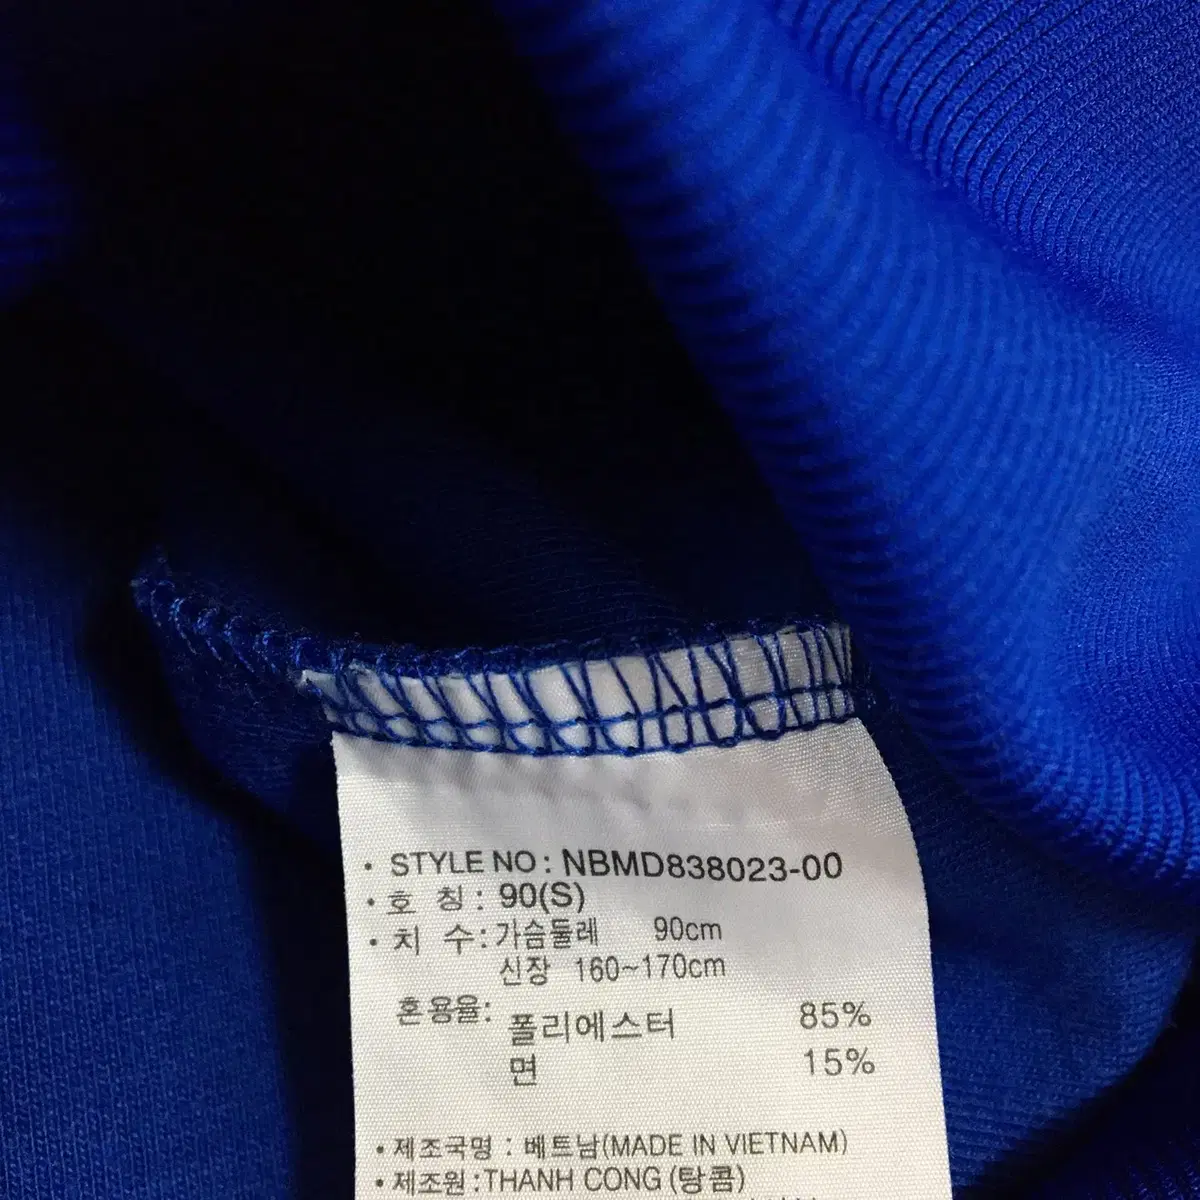 • STYLE NO : NBMD838023-00
• 호 칭 : 90(S)
• 치 수 : 가슴둘레 90cm
신장 160~170cm
혼용율: 폴리에스터 85%
면 15%
• 제조국명 : 베트남(MADE IN VIETNAM)
• 제조원 : THANH CONG (탕콤)